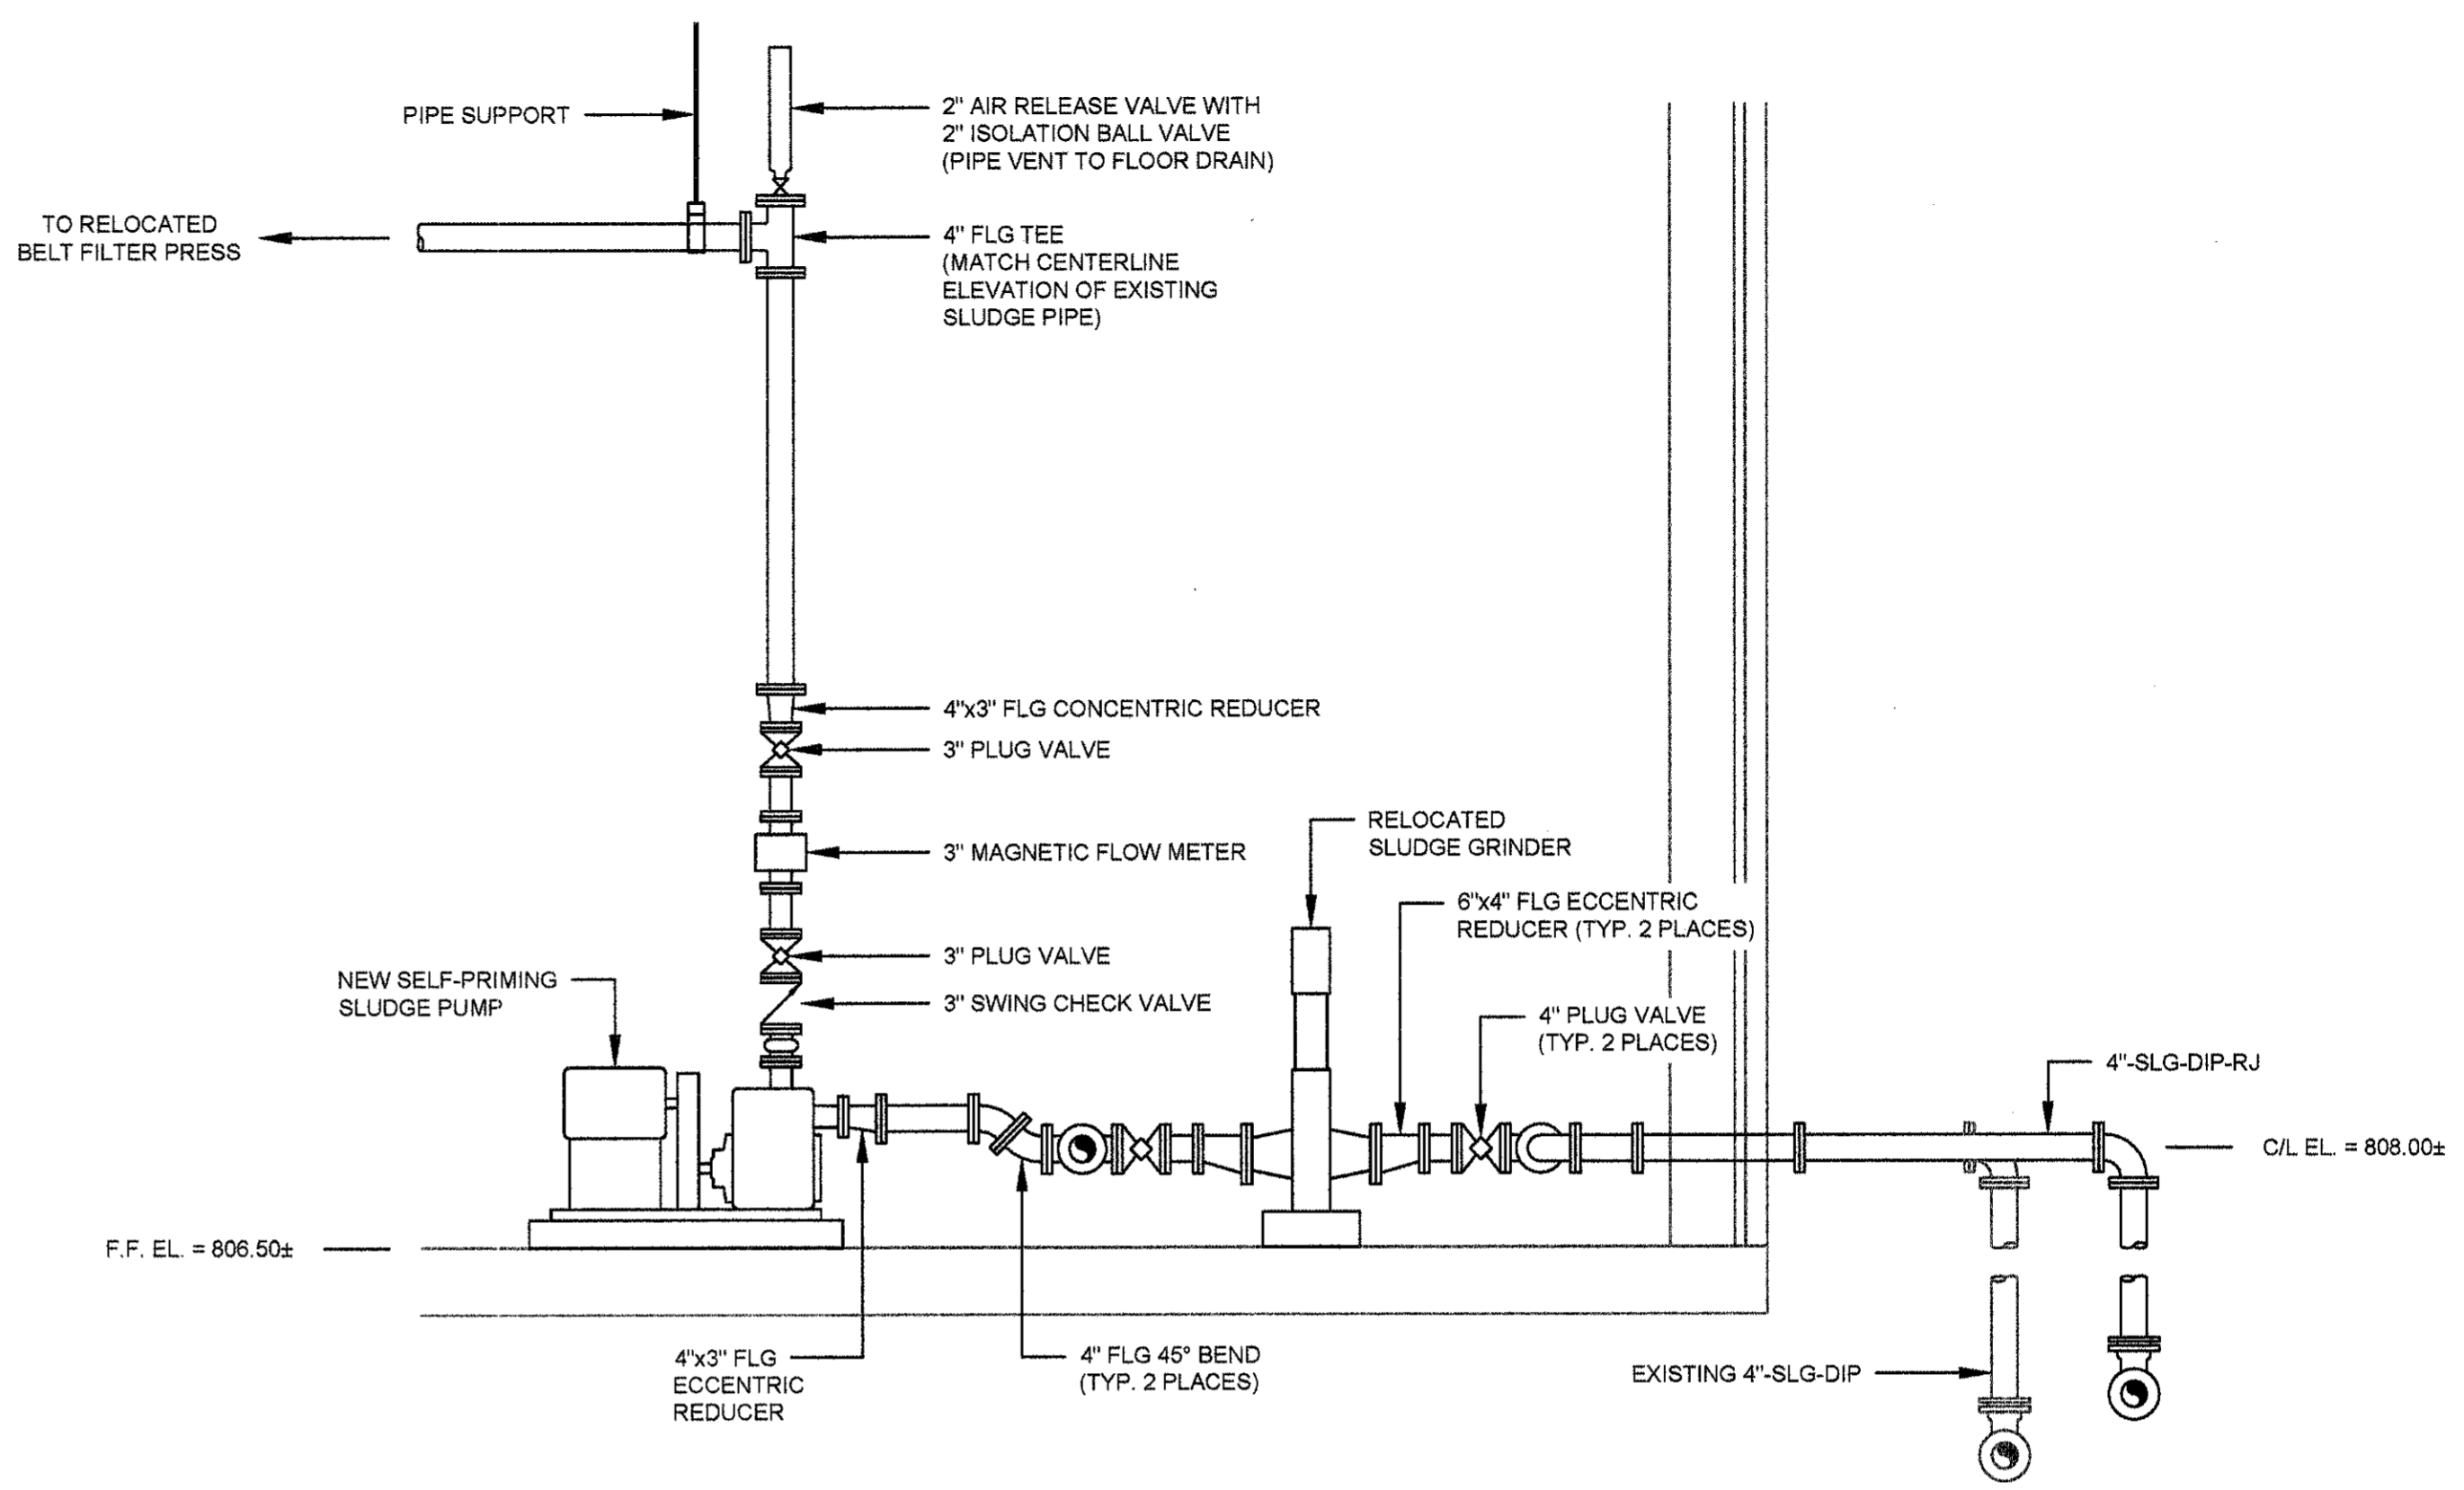 PIPE SUPPORT
2" AIR RELEASE VALVE WITH
2" ISOLATION BALL VALVE
(PIPE VENT TO FLOOR DRAIN)
TO RELOCATED
BELT FILTER PRESS
4" FLG TEE
(MATCH CENTERLINE
ELEVATION OF EXISTING
SLUDGE PIPE)
4"x3" FLG CONCENTRIC REDUCER
3" PLUG VALVE
3" MAGNETIC FLOW METER
RELOCATED
SLUDGE GRINDER
6"x4" FLG ECCENTRIC
REDUCER (TYP. 2 PLACES)
3" PLUG VALVE
NEW SELF-PRIMING
SLUDGE PUMP
3" SWING CHECK VALVE
4" PLUG VALVE
(TYP. 2 PLACES)
4"-SLG-DIP-RJ
C/L EL. = 808.00±
F.F. EL. = 806.50±
4"x3" FLG
ECCENTRIC
REDUCER
4" FLG 45° BEND
(TYP. 2 PLACES)
EXISTING 4"-SLG-DIP